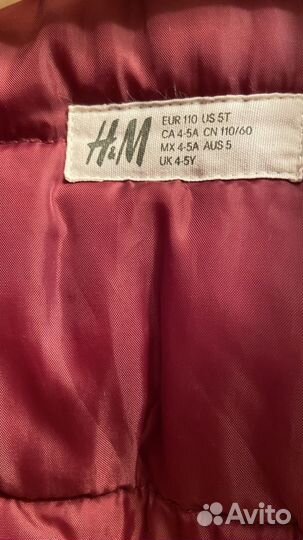 H&M
EUR 110 US 5T
CA 4-5A CN 110/60
MX 4-5A AUS 5
UK 4-5Y
Avito